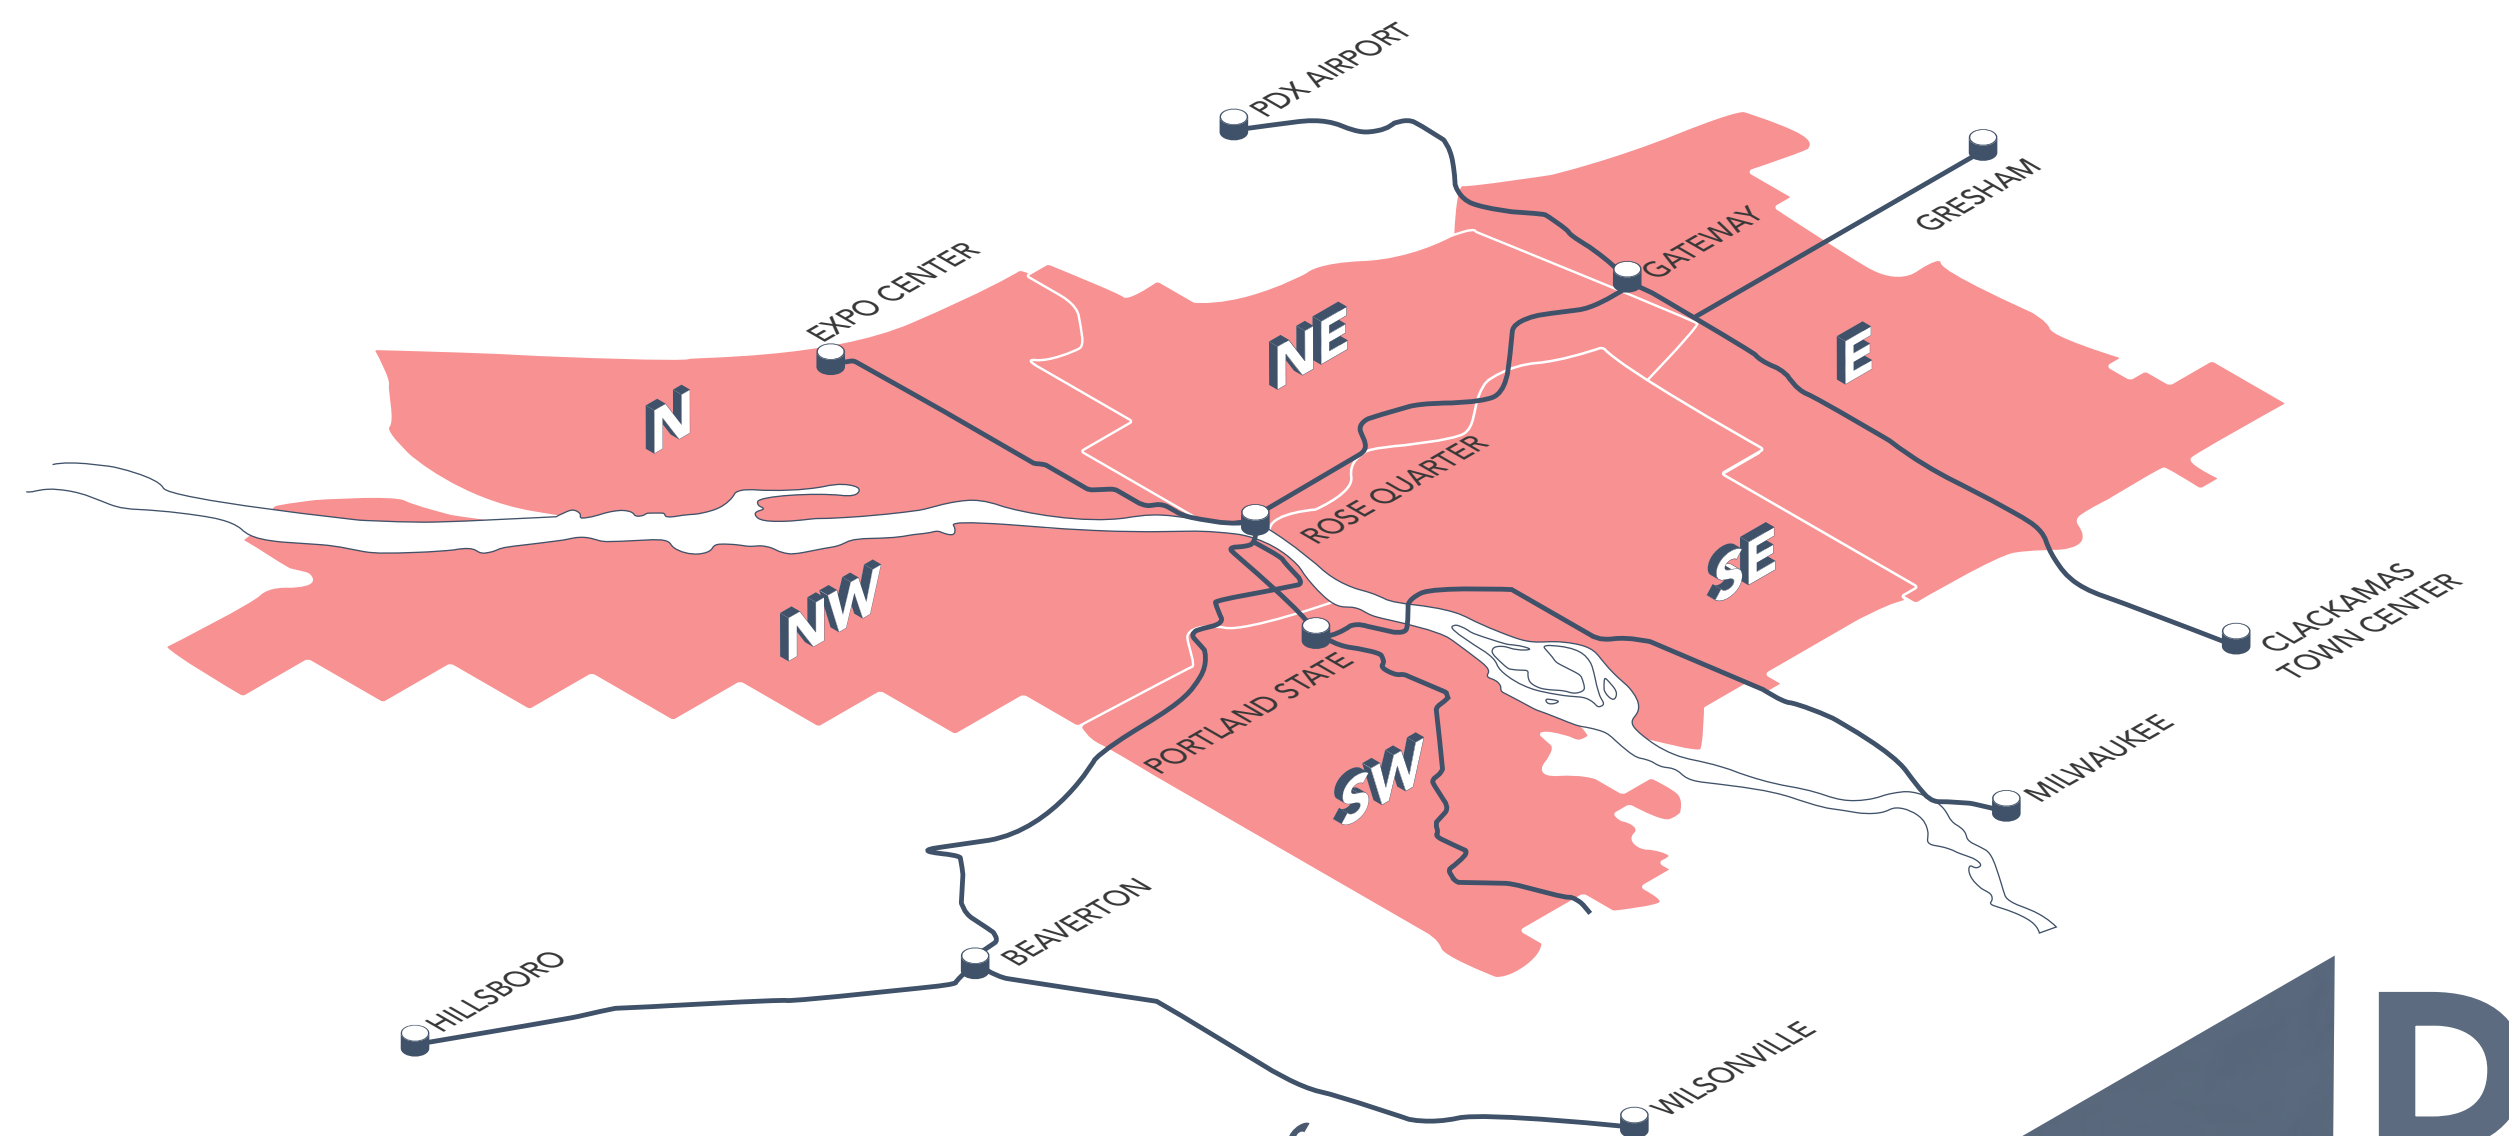 PDX AIRPORT
GRESHAM
GATEWAY
EXPO CENTER
NE
E
N
ROSE QUARTER
SE
NW
CLACKAMAS
TOWN CENTER
PORTLAND STATE
SW
MILWAUKEE
BEAVERTON
HILLSBORO
WILSONVILLE
D